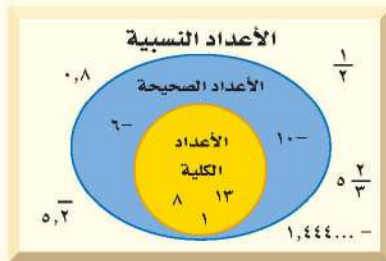 الأعداد النسبية
١/٢
٠,٨
الأعداد الصحيحة
-٦
-١٠
الأعداد
الكلية
١٣
٨
١
٥ ٢/٣
٥,٢̅
-١,٤٤٤...